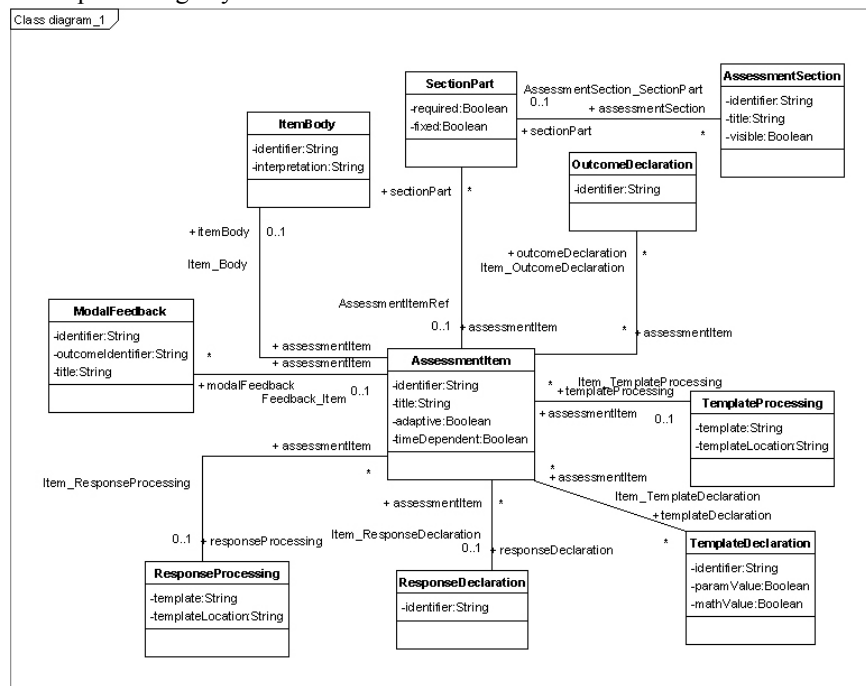 Class diagram_1
SectionPart
-required:Boolean
-fixed:Boolean
AssessmentSection_SectionPart
0..1
+ assessmentSection
+ sectionPart
*
AssessmentSection
-identifier:String
-title:String
-visible:Boolean
ItemBody
-identifier:String
-interpretation:String
OutcomeDeclaration
-identifier:String
+ sectionPart
*
+ itemBody
0..1
Item_Body
+ outcomeDeclaration
*
Item_OutcomeDeclaration
ModalFeedback
-identifier:String
-outcomeIdentifier:String
-title:String
AssessmentItemRef
0..1
+ assessmentItem
*
+ assessmentItem
+ assessmentItem
+ assessmentItem
*
+ modalFeedback
Feedback_Item
0..1
AssessmentItem
-identifier:String
-title:String
-adaptive:Boolean
-timeDependent:Boolean
*
Item_TemplateProcessing
+ templateProcessing
+ assessmentItem
0..1
TemplateProcessing
-template:String
-templateLocation:String
+ assessmentItem
*
Item_ResponseProcessing
*
+ assessmentItem
Item_TemplateDeclaration
+ templateDeclaration
*
+ assessmentItem
*
Item_ResponseDeclaration
0..1
+ responseDeclaration
0..1
+ responseProcessing
TemplateDeclaration
-identifier:String
-paramValue:Boolean
-mathValue:Boolean
ResponseProcessing
-template:String
-templateLocation:String
ResponseDeclaration
-identifier:String